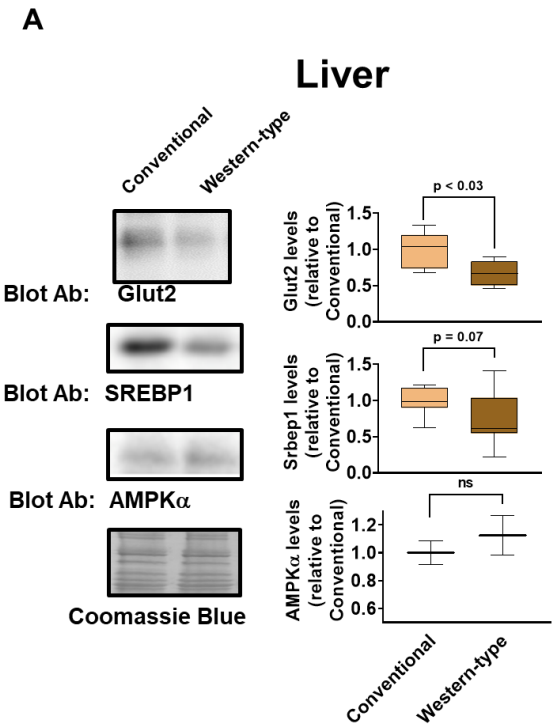 A
Liver
Conventional
Western-type
Blot Ab: Glut2
Blot Ab: SREBP1
Blot Ab: AMPKα
Coomassie Blue
p < 0.03
Glut2 levels
(relative to
Conventional)
1.5
1.0
0.5
0.0
p = 0.07
Srbep1 levels
(relative to
Conventional)
1.5
1.0
0.5
0.0
ns
AMPKα levels
(relative to
Conventional)
1.2
1.0
0.8
0.6
Conventional
Western-type